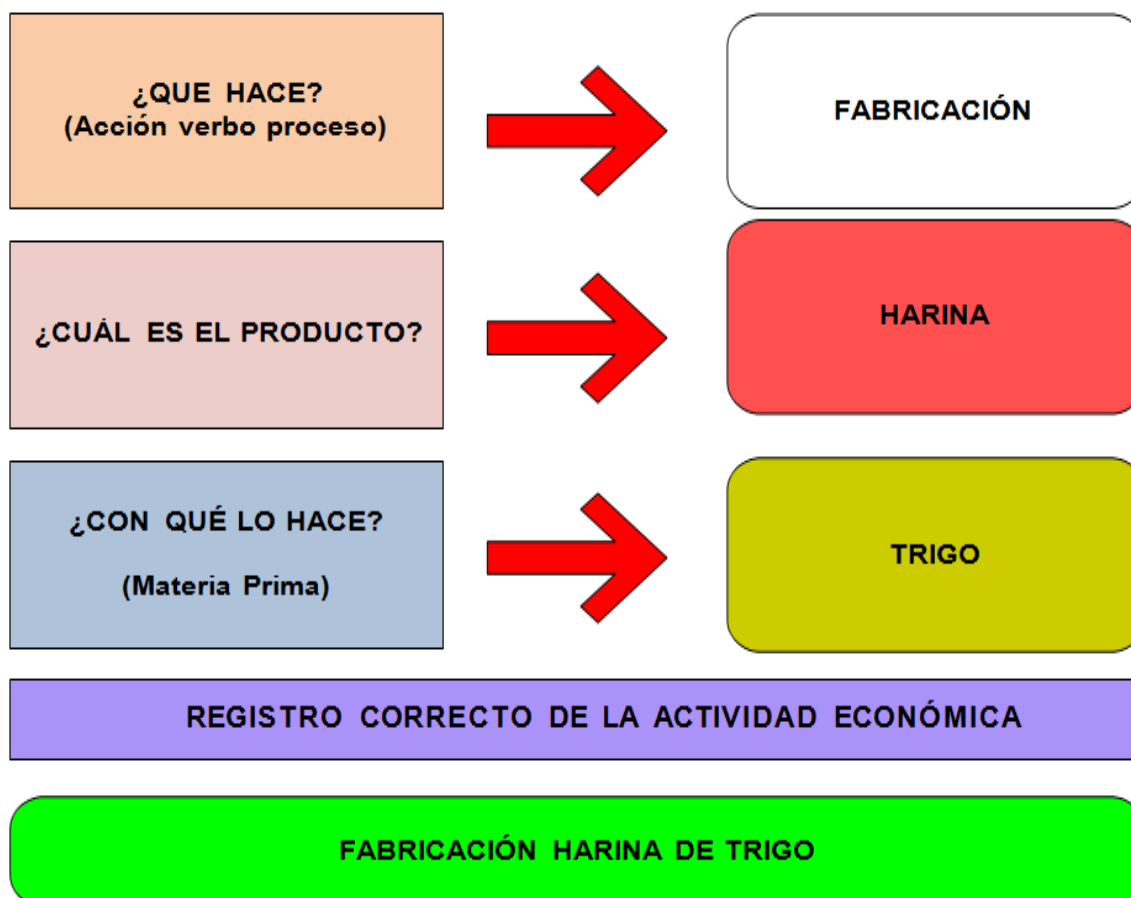 ¿QUE HACE?
(Acción verbo proceso)
FABRICACIÓN
¿CUÁL ES EL PRODUCTO?
HARINA
¿CON QUÉ LO HACE?
(Materia Prima)
TRIGO
REGISTRO CORRECTO DE LA ACTIVIDAD ECONÓMICA
FABRICACIÓN HARINA DE TRIGO